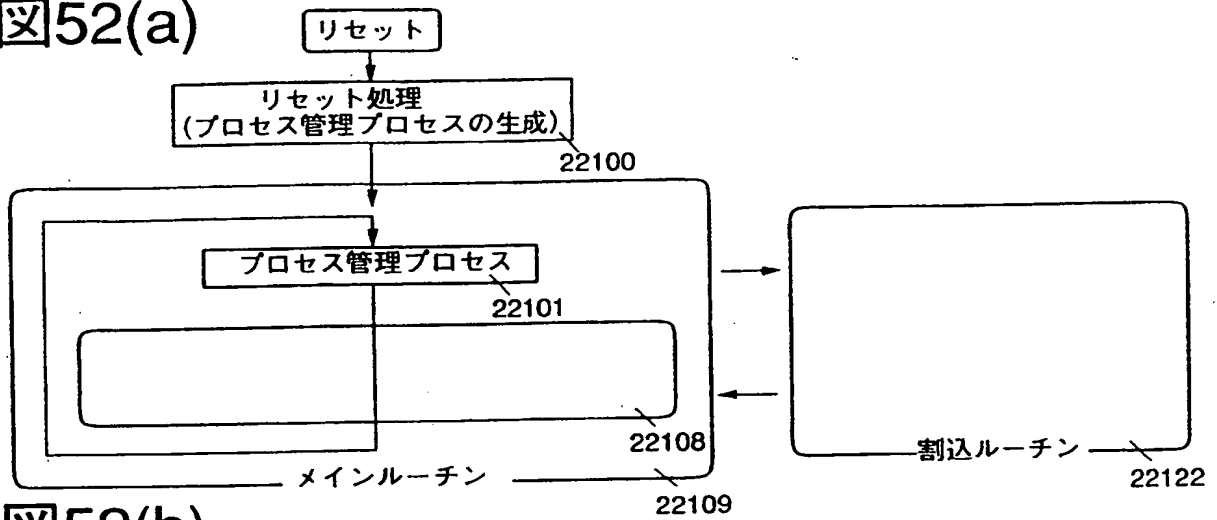 図52(a)
リセット
リセット処理
(プロセス管理プロセスの生成)
22100
プロセス管理プロセス
22101
22108
メインルーチン
22109
割込ルーチン
22122
図52(b)